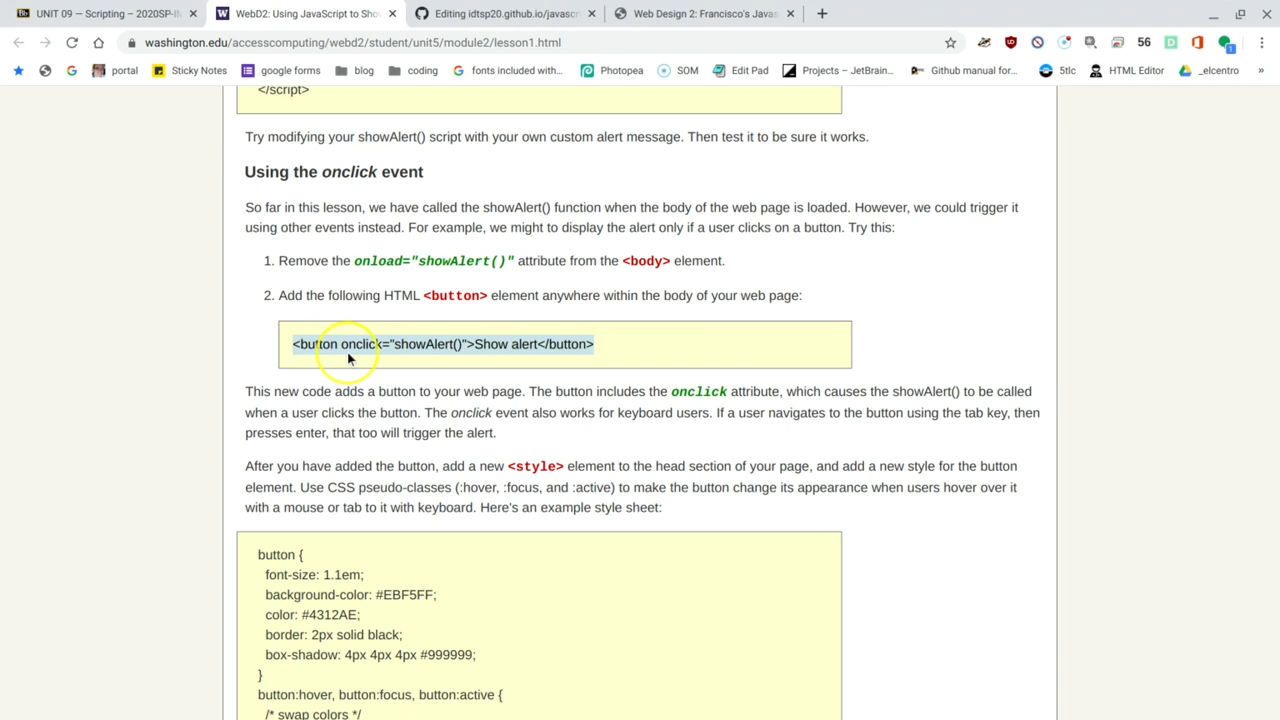 UNIT 09 — Scripting – 2020SP-I
WebD2: Using JavaScript to Sho
Editing idtsp20.github.io/javasc
Web Design 2: Francisco's Javas
washington.edu/accesscomputing/webd2/student/unit5/module2/lesson1.html
56
portal
Sticky Notes
google forms
blog
coding
fonts included with...
Photopea
SOM
Edit Pad
Projects – JetBrain...
Github manual for...
5tlc
HTML Editor
_elcentro
»
</script>
Try modifying your showAlert() script with your own custom alert message. Then test it to be sure it works.
Using the onclick event
So far in this lesson, we have called the showAlert() function when the body of the web page is loaded. However, we could trigger it
using other events instead. For example, we might to display the alert only if a user clicks on a button. Try this:
1. Remove the onload="showAlert()" attribute from the <body> element.
2. Add the following HTML <button> element anywhere within the body of your web page:
<button onclick="showAlert()">Show alert</button>
This new code adds a button to your web page. The button includes the onclick attribute, which causes the showAlert() to be called
when a user clicks the button. The onclick event also works for keyboard users. If a user navigates to the button using the tab key, then
presses enter, that too will trigger the alert.
After you have added the button, add a new <style> element to the head section of your page, and add a new style for the button
element. Use CSS pseudo-classes (:hover, :focus, and :active) to make the button change its appearance when users hover over it
with a mouse or tab to it with keyboard. Here's an example style sheet:
button {
font-size: 1.1em;
background-color: #EBF5FF;
color: #4312AE;
border: 2px solid black;
box-shadow: 4px 4px 4px #999999;
}
button:hover, button:focus, button:active {
/* swap colors */